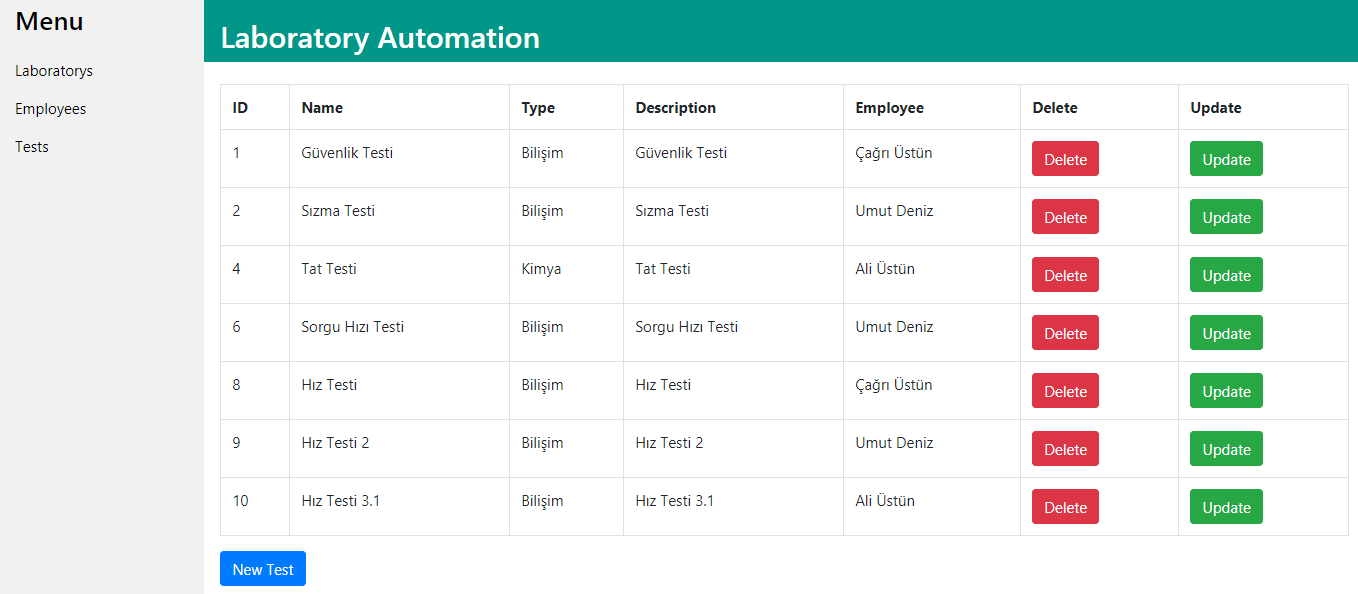 Menu
Laboratorys
Employees
Tests
Laboratory Automation
ID Name Type Description Employee Delete Update
1 Güvenlik Testi Bilişim Güvenlik Testi Çağrı Üstün Delete Update
2 Sızma Testi Bilişim Sızma Testi Umut Deniz Delete Update
4 Tat Testi Kimya Tat Testi Ali Üstün Delete Update
6 Sorgu Hızı Testi Bilişim Sorgu Hızı Testi Umut Deniz Delete Update
8 Hız Testi Bilişim Hız Testi Çağrı Üstün Delete Update
9 Hız Testi 2 Bilişim Hız Testi 2 Umut Deniz Delete Update
10 Hız Testi 3.1 Bilişim Hız Testi 3.1 Ali Üstün Delete Update
New Test